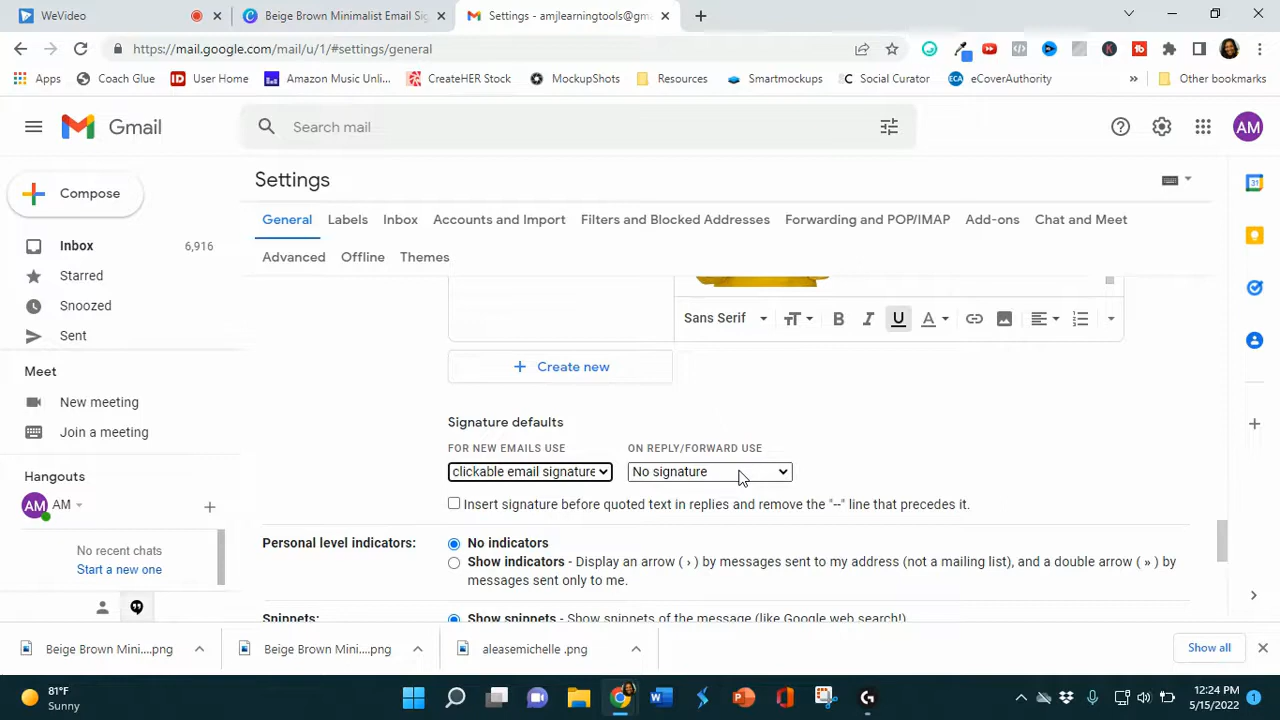 WeVideo
Beige Brown Minimalist Email Sig
Settings - amjlearningtools@gma
https://mail.google.com/mail/u/1/#settings/general
Apps
Coach Glue
User Home
Amazon Music Unli...
CreateHER Stock
MockupShots
Resources
Smartmockups
Social Curator
eCoverAuthority
Other bookmarks
Gmail
Search mail
AM
Compose
Settings
General
Labels
Inbox
Accounts and Import
Filters and Blocked Addresses
Forwarding and POP/IMAP
Add-ons
Chat and Meet
Advanced
Offline
Themes
Inbox
6,916
Starred
Snoozed
Sent
Meet
New meeting
Join a meeting
Hangouts
AM
AM
No recent chats
Start a new one
Sans Serif
Create new
Signature defaults
FOR NEW EMAILS USE
ON REPLY/FORWARD USE
clickable email signature
No signature
Insert signature before quoted text in replies and remove the "--" line that precedes it.
Personal level indicators:
No indicators
Show indicators - Display an arrow ( › ) by messages sent to my address (not a mailing list), and a double arrow ( » ) by
messages sent only to me.
Snippets:
Show snippets - Show snippets of the message (like Google web search!)
Beige Brown Mini....png
Beige Brown Mini....png
aleasemichelle .png
Show all
81°F
Sunny
12:24 PM
5/15/2022